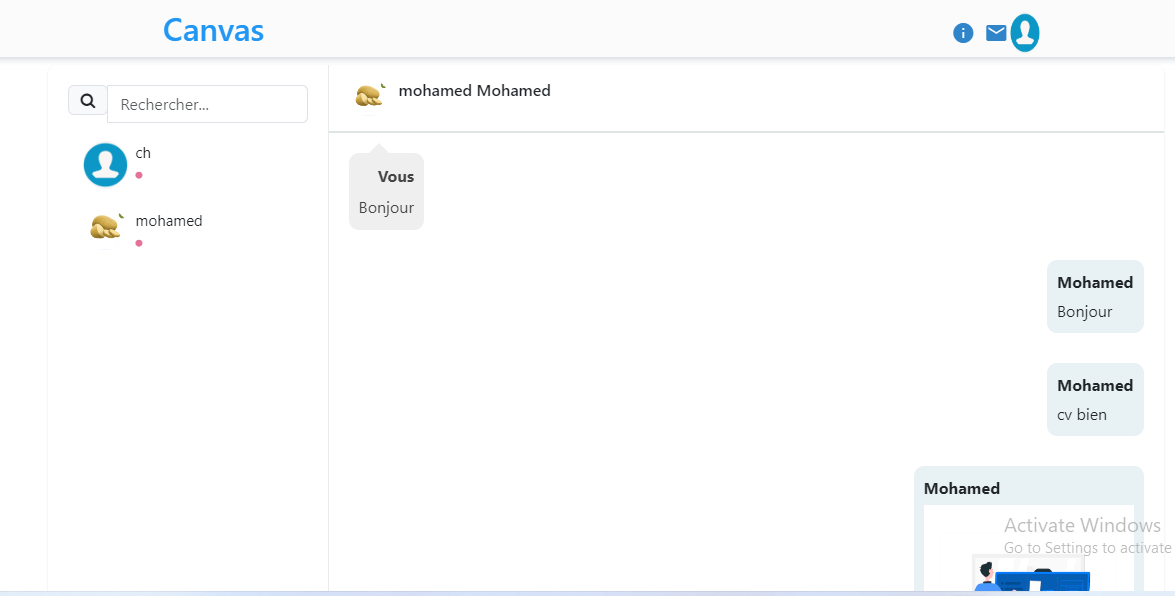 Canvas
Rechercher...
ch
mohamed
mohamed Mohamed
Vous
Bonjour
Mohamed
Bonjour
Mohamed
cv bien
Mohamed
Activate Windows
Go to Settings to activate